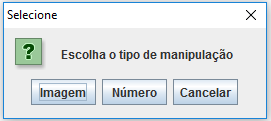 Selecione
Escolha o tipo de manipulação
Imagem Número Cancelar